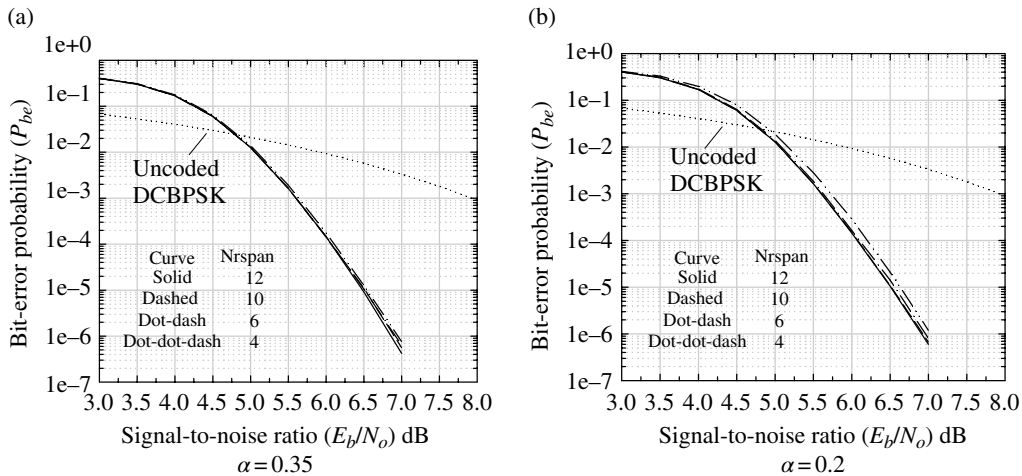 (a)
1e+0
1e−1
1e−2
1e−3
1e−4
1e−5
1e−6
1e−7
Bit-error probability (P_be)
Uncoded
DCBPSK
Curve Nrspan
Solid 12
Dashed 10
Dot-dash 6
Dot-dot-dash 4
3.0 3.5 4.0 4.5 5.0 5.5 6.0 6.5 7.0 7.5 8.0
Signal-to-noise ratio (E_b/N_o) dB
α=0.35
(b)
1e+0
1e−1
1e−2
1e−3
1e−4
1e−5
1e−6
1e−7
Bit-error probability (P_be)
Uncoded
DCBPSK
Curve Nrspan
Solid 12
Dashed 10
Dot-dash 6
Dot-dot-dash 4
3.0 3.5 4.0 4.5 5.0 5.5 6.0 6.5 7.0 7.5 8.0
Signal-to-noise ratio (E_b/N_o) dB
α=0.2